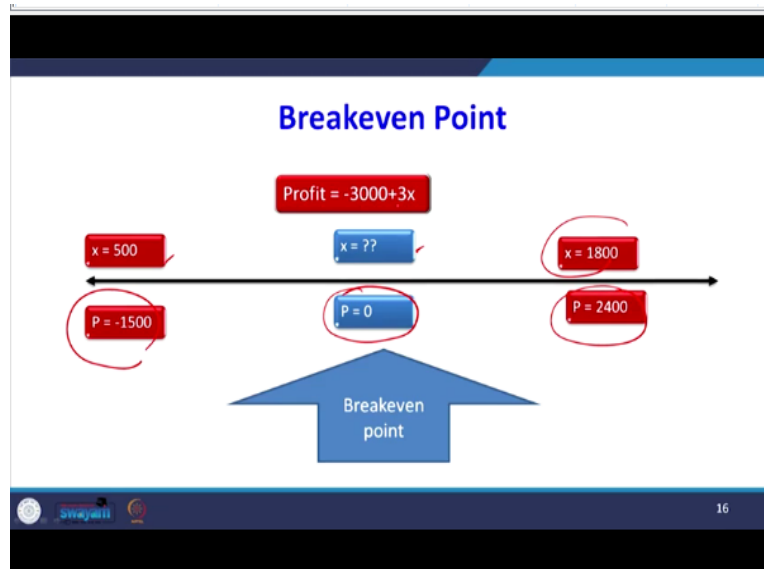 Breakeven Point
Profit = -3000+3x
x = 500
x = ??
x = 1800
P = -1500
P = 0
P = 2400
Breakeven
point
swayam
16